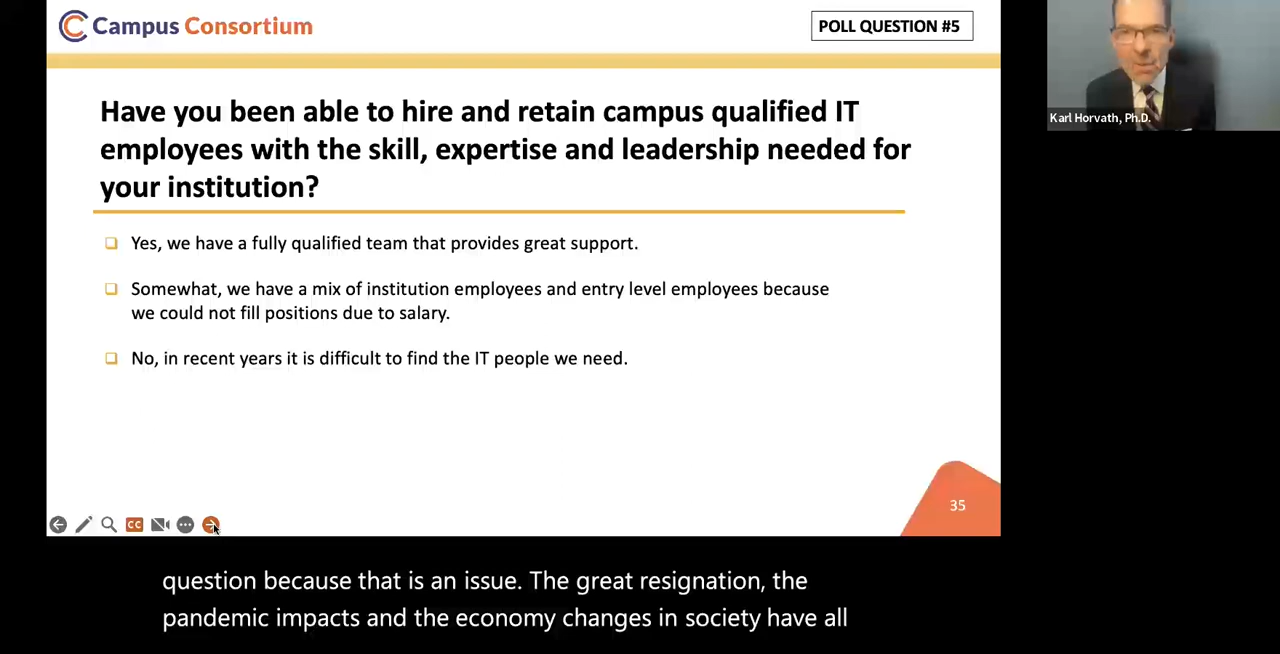 Campus Consortium
POLL QUESTION #5
Have you been able to hire and retain campus qualified IT
employees with the skill, expertise and leadership needed for
your institution?
Yes, we have a fully qualified team that provides great support.
Somewhat, we have a mix of institution employees and entry level employees because
we could not fill positions due to salary.
No, in recent years it is difficult to find the IT people we need.
35
CC
Karl Horvath, Ph.D.
question because that is an issue. The great resignation, the
pandemic impacts and the economy changes in society have all